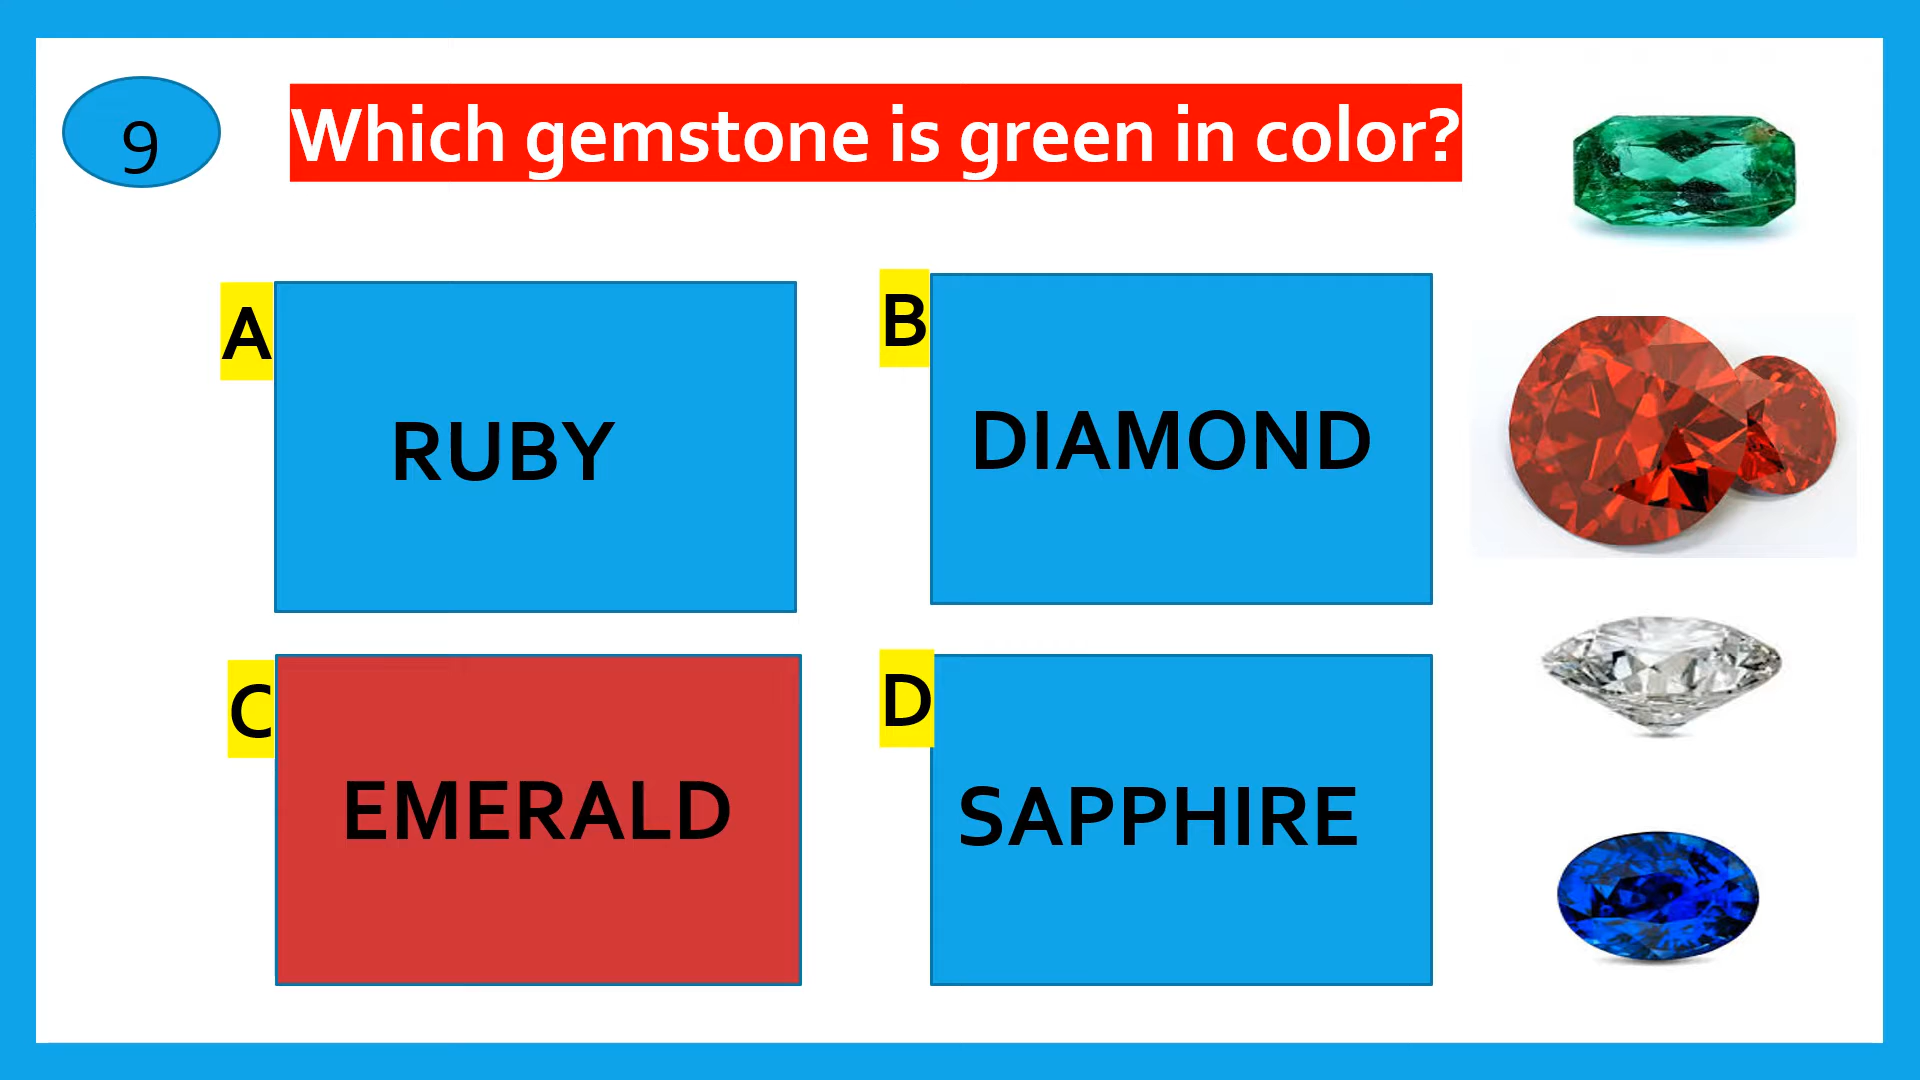 9
Which gemstone is green in color?
A
RUBY
B
DIAMOND
C
EMERALD
D
SAPPHIRE